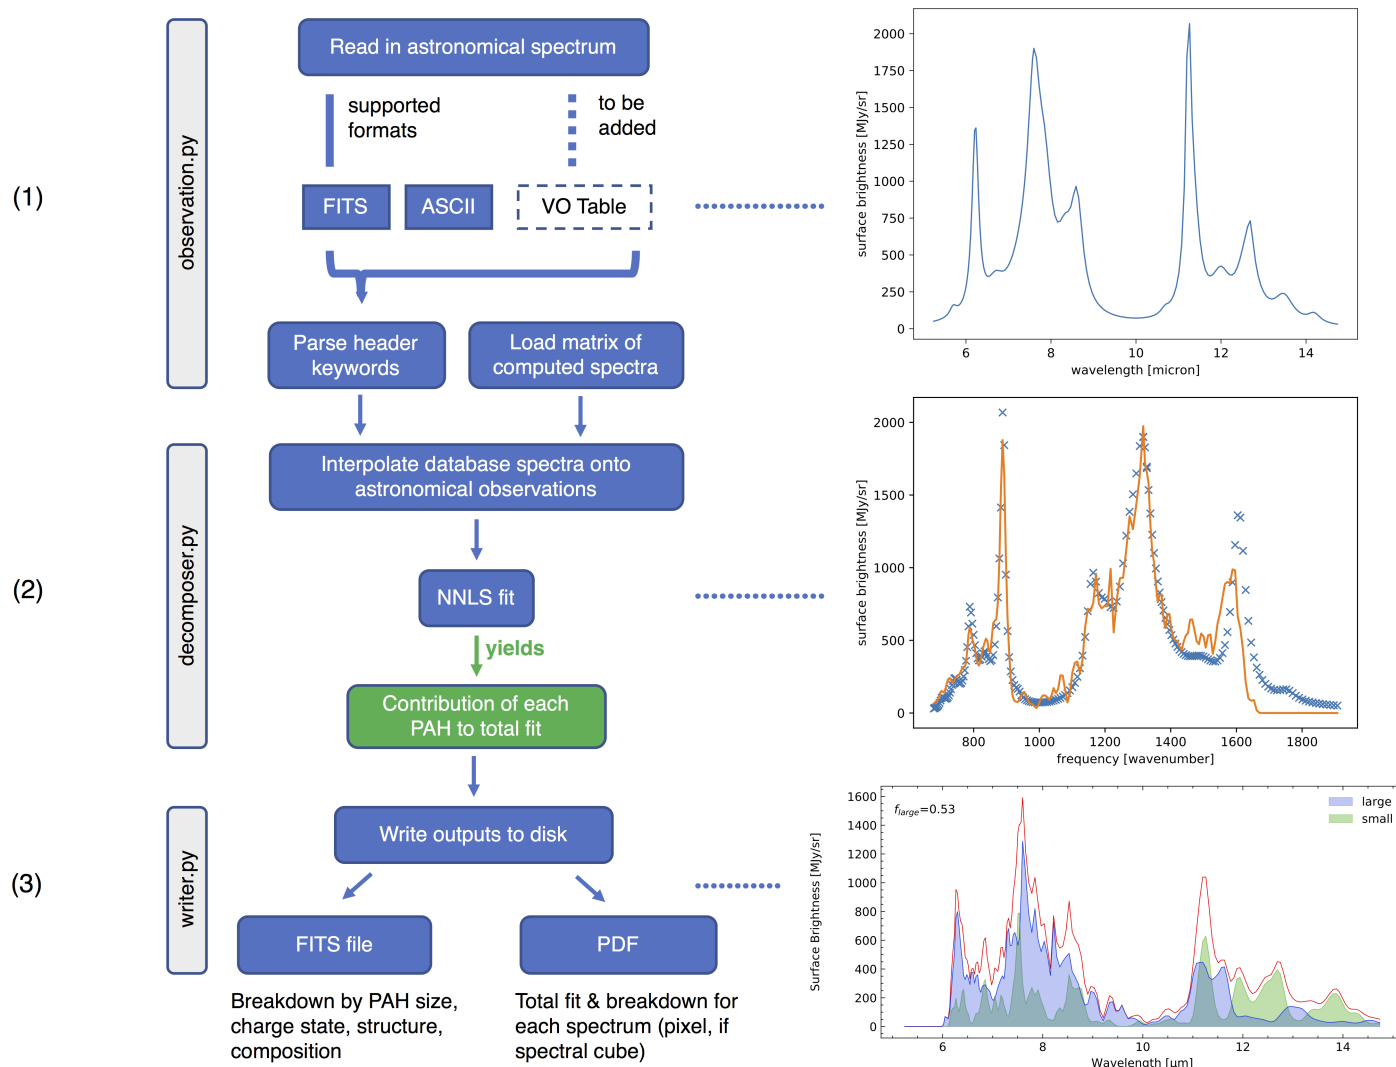 (1)
observation.py
Read in astronomical spectrum
supported
formats
to be
added
FITS
ASCII
VO Table
Parse header
keywords
Load matrix of
computed spectra
surface brightness [MJy/sr]
2000
1750
1500
1250
1000
750
500
250
0
6
8
10
12
14
wavelength [micron]
(2)
decomposer.py
Interpolate database spectra onto
astronomical observations
NNLS fit
yields
Contribution of each
PAH to total fit
surface brightness [MJy/sr]
2000
1500
1000
500
0
800
1000
1200
1400
1600
1800
frequency [wavenumber]
(3)
writer.py
Write outputs to disk
FITS file
PDF
Breakdown by PAH size,
charge state, structure,
composition
Total fit & breakdown for
each spectrum (pixel, if
spectral cube)
Surface Brightness [MJy/sr]
1600
1400
1200
1000
800
600
400
200
0
f_large=0.53
large
small
6
8
10
12
14
Wavelength [μm]